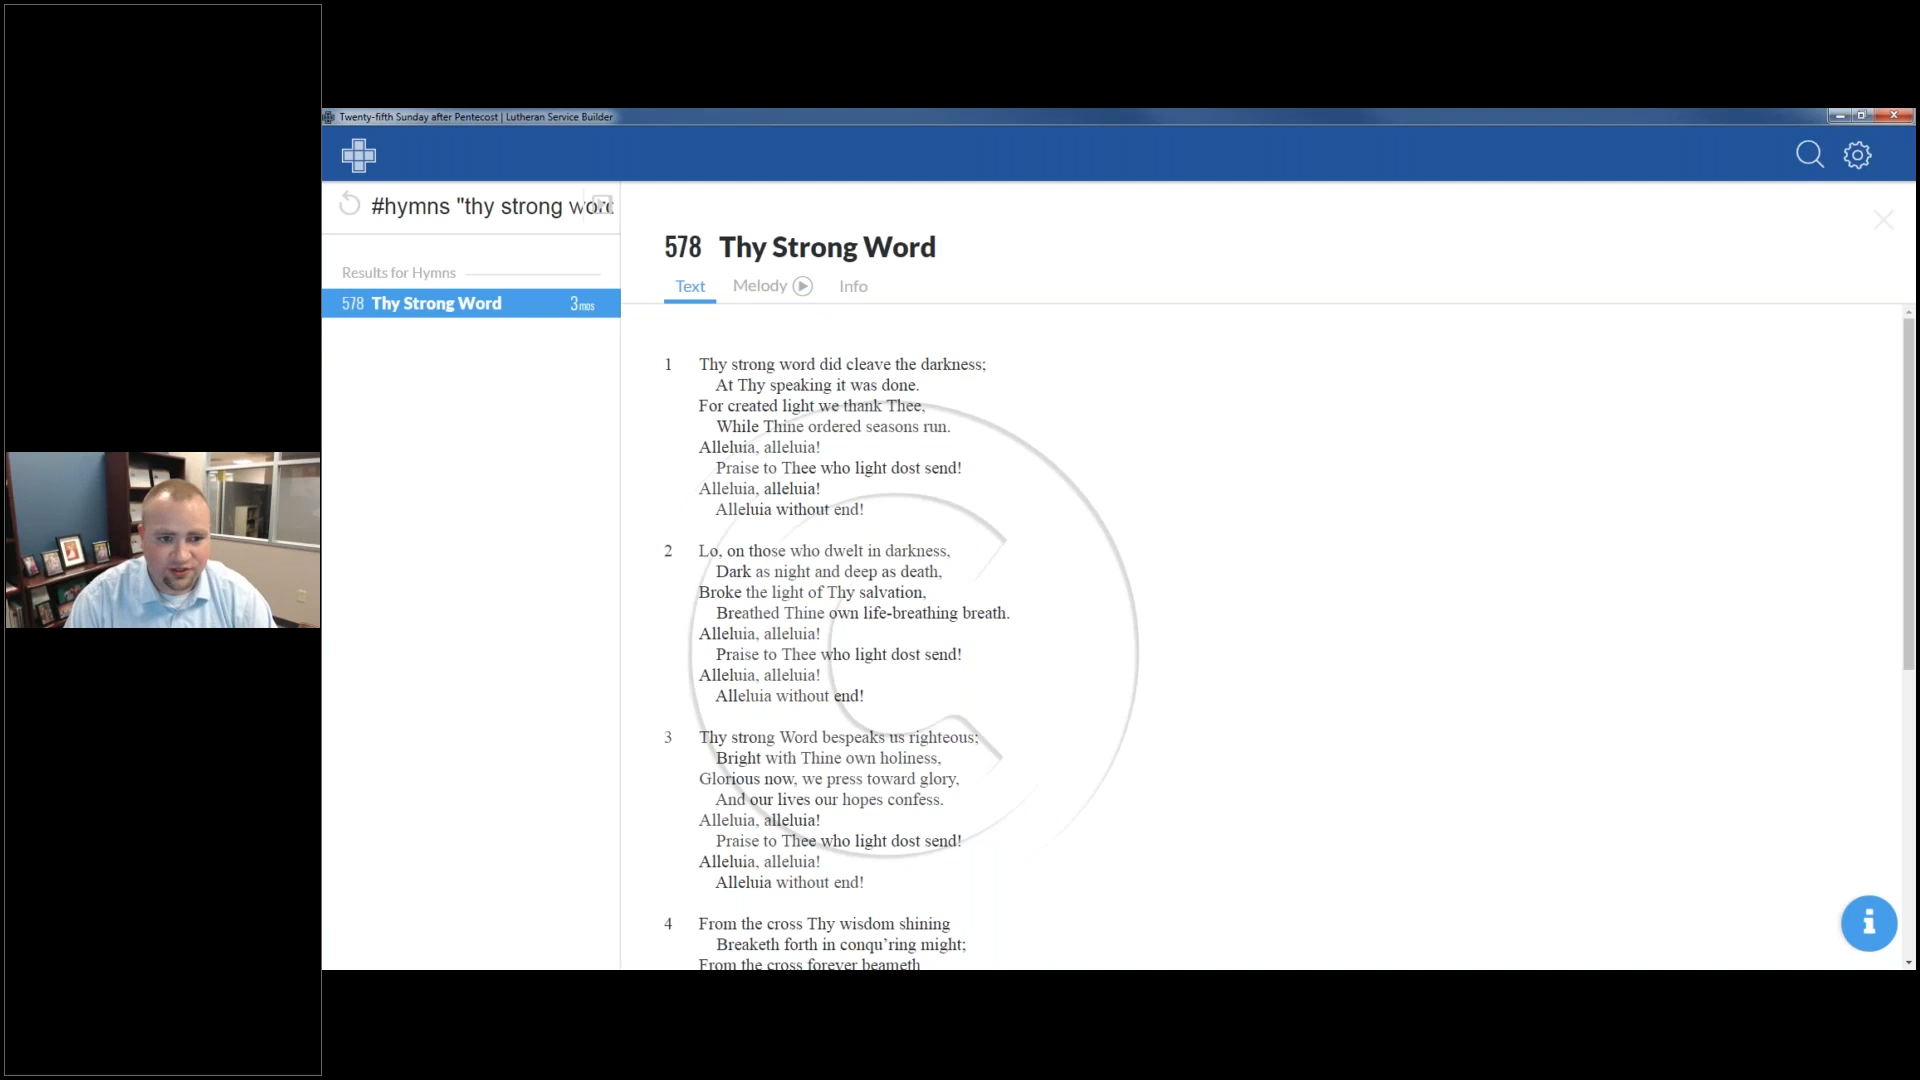 Twenty-fifth Sunday after Pentecost | Lutheran Service Builder
#hymns "thy strong word
Results for Hymns
578 Thy Strong Word 3 mos
578 Thy Strong Word
Text Melody Info
1 Thy strong word did cleave the darkness;
At Thy speaking it was done.
For created light we thank Thee,
While Thine ordered seasons run.
Alleluia, alleluia!
Praise to Thee who light dost send!
Alleluia, alleluia!
Alleluia without end!
2 Lo, on those who dwelt in darkness,
Dark as night and deep as death,
Broke the light of Thy salvation,
Breathed Thine own life-breathing breath.
Alleluia, alleluia!
Praise to Thee who light dost send!
Alleluia, alleluia!
Alleluia without end!
3 Thy strong Word bespeaks us righteous;
Bright with Thine own holiness,
Glorious now, we press toward glory,
And our lives our hopes confess.
Alleluia, alleluia!
Praise to Thee who light dost send!
Alleluia, alleluia!
Alleluia without end!
4 From the cross Thy wisdom shining
Breaketh forth in conqu’ring might;
From the cross forever beameth